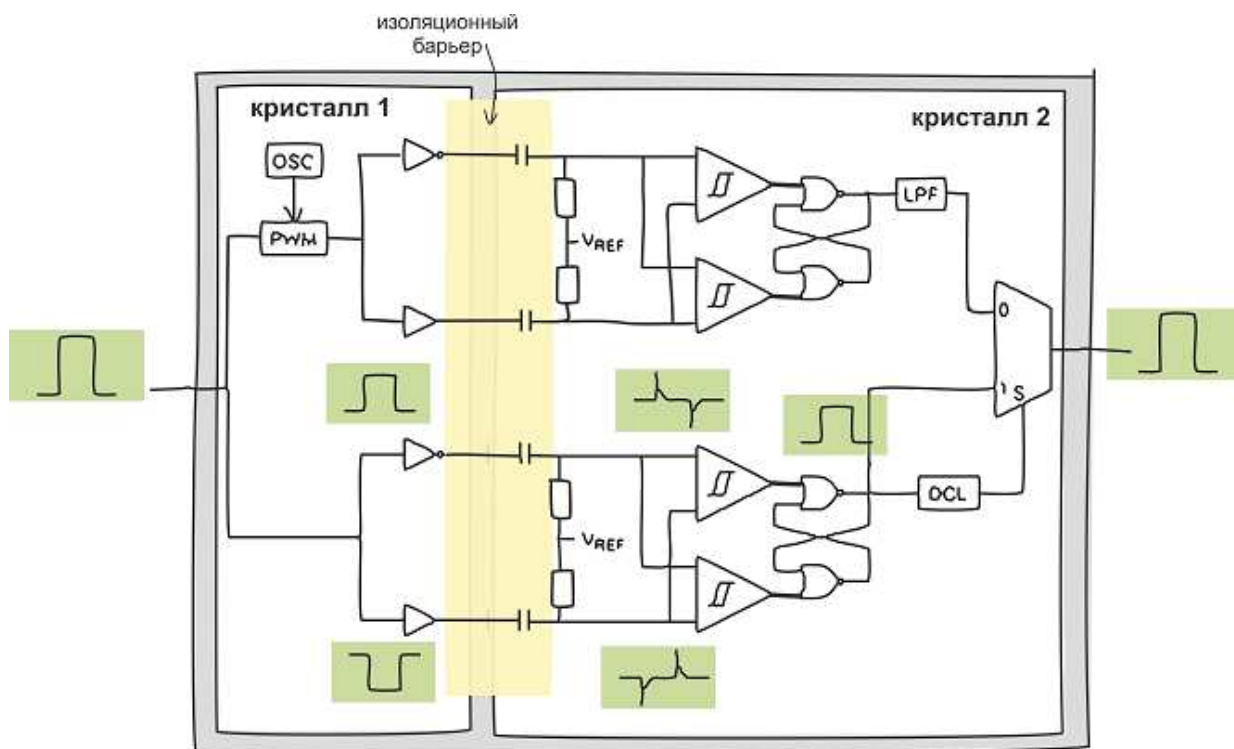 изоляционный
барьер
кристалл 1
кристалл 2
OSC
PWM
VREF
LPF
0
1 S
VREF
DCL